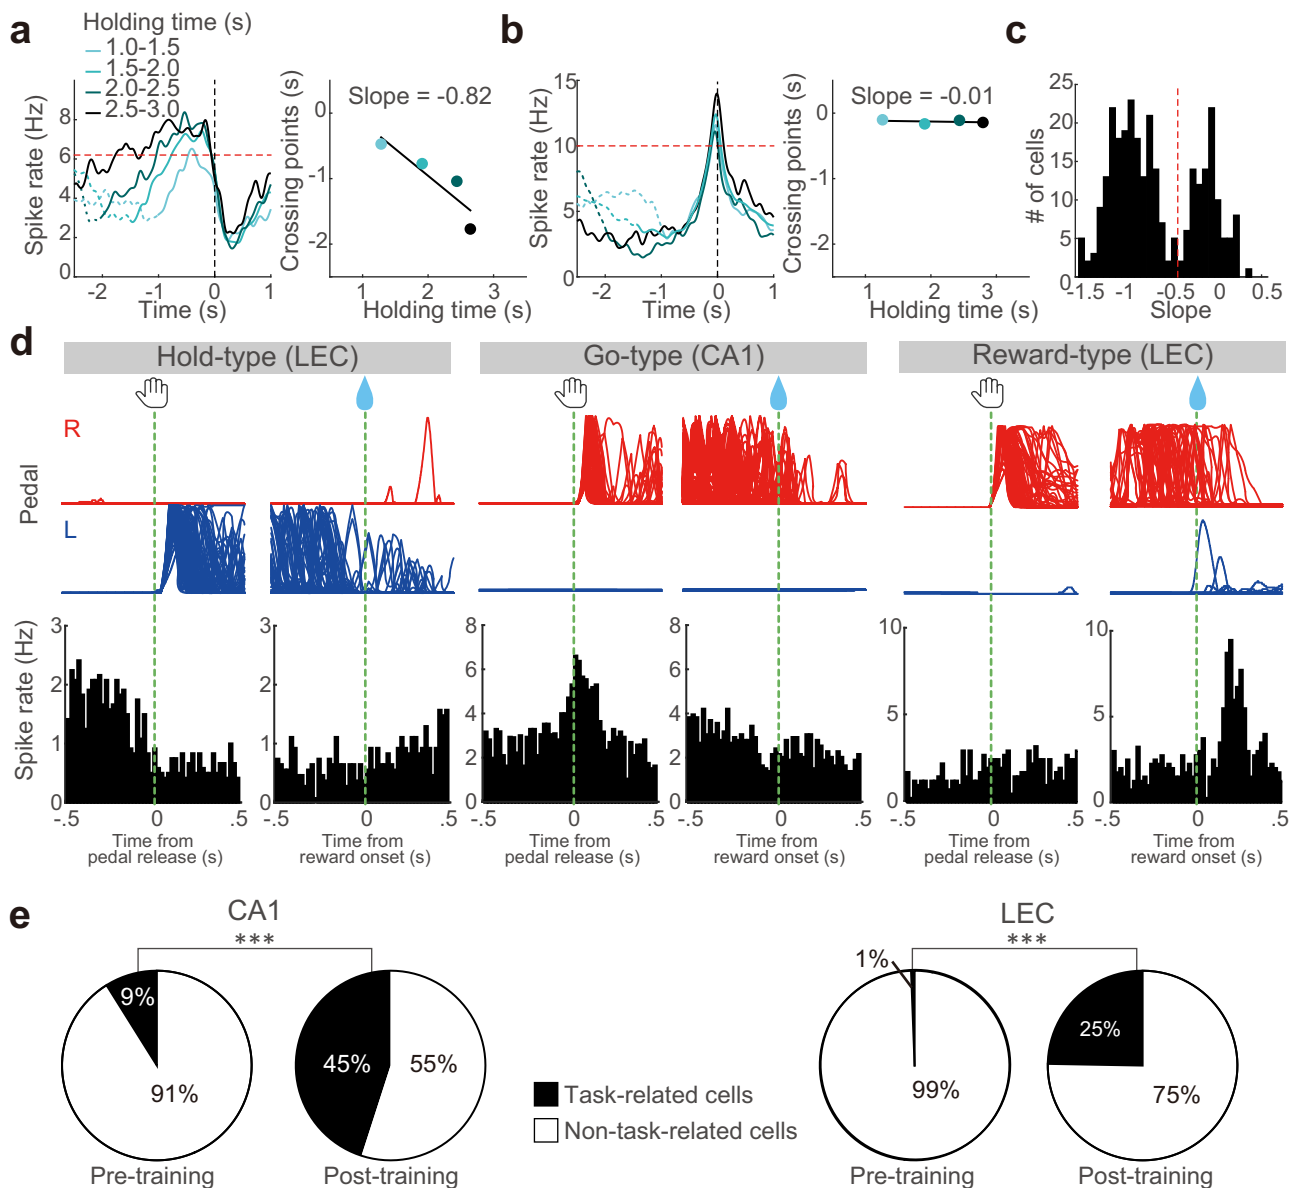 a
Holding time (s)
1.0-1.5
1.5-2.0
2.0-2.5
2.5-3.0
Spike rate (Hz)
8
6
4
2
0
-2
-1
0
1
Time (s)
Crossing points (s)
Slope = -0.82
0
-1
-2
1
2
3
Holding time (s)
b
Spike rate (Hz)
15
10
5
0
-2
-1
0
1
Time (s)
Crossing points (s)
Slope = -0.01
0
-1
-2
1
2
3
Holding time (s)
c
# of cells
25
20
15
10
5
0
-1.5
-1
-0.5
0
0.5
Slope
d
Hold-type (LEC)
Go-type (CA1)
Reward-type (LEC)
Pedal
R
L
Spike rate (Hz)
3
2
1
0
-.5
0
.5
Time from
pedal release (s)
3
2
1
0
-.5
0
.5
Time from
reward onset (s)
8
6
4
2
0
-.5
0
.5
Time from
pedal release (s)
8
6
4
2
0
-.5
0
.5
Time from
reward onset (s)
10
5
0
-.5
0
.5
Time from
pedal release (s)
10
5
0
-.5
0
.5
Time from
reward onset (s)
e
CA1
***
9%
91%
Pre-training
45%
55%
Post-training
Task-related cells
Non-task-related cells
LEC
***
1%
99%
Pre-training
25%
75%
Post-training